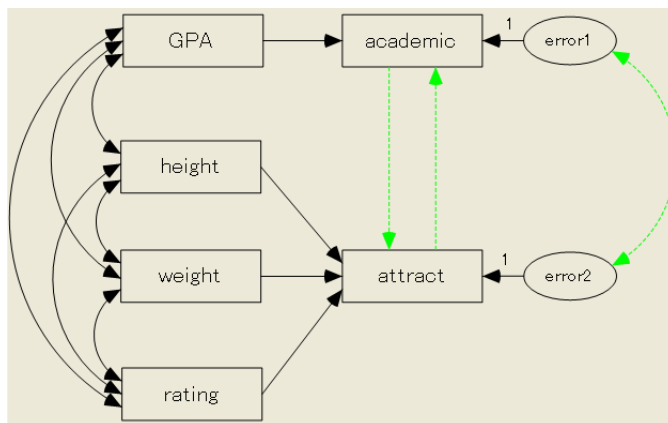 GPA
academic
1
error1
height
weight
attract
1
error2
rating